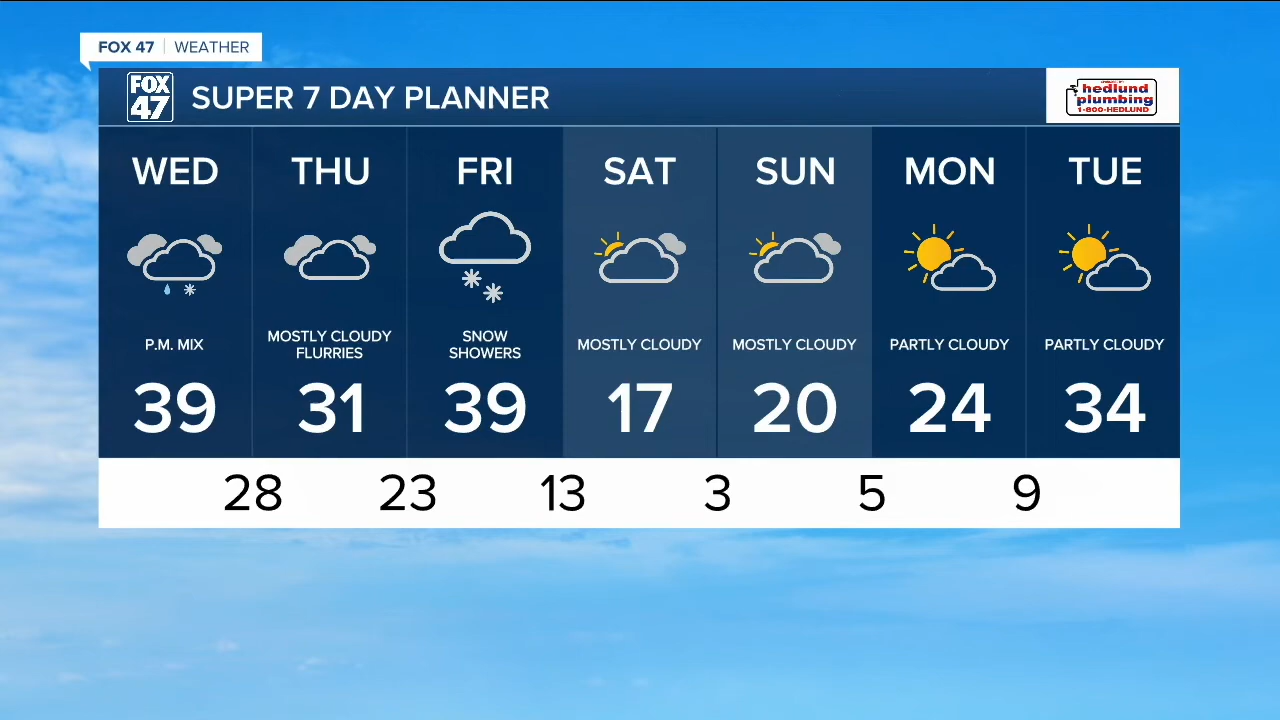 FOX 47 | WEATHER
FOX
47
SUPER 7 DAY PLANNER
hedlund
plumbing
1-800-HEDLUND
WED THU FRI SAT SUN MON TUE
P.M. MIX
MOSTLY CLOUDY
FLURRIES
SNOW
SHOWERS
MOSTLY CLOUDY
MOSTLY CLOUDY
PARTLY CLOUDY
PARTLY CLOUDY
39 31 39 17 20 24 34
28 23 13 3 5 9